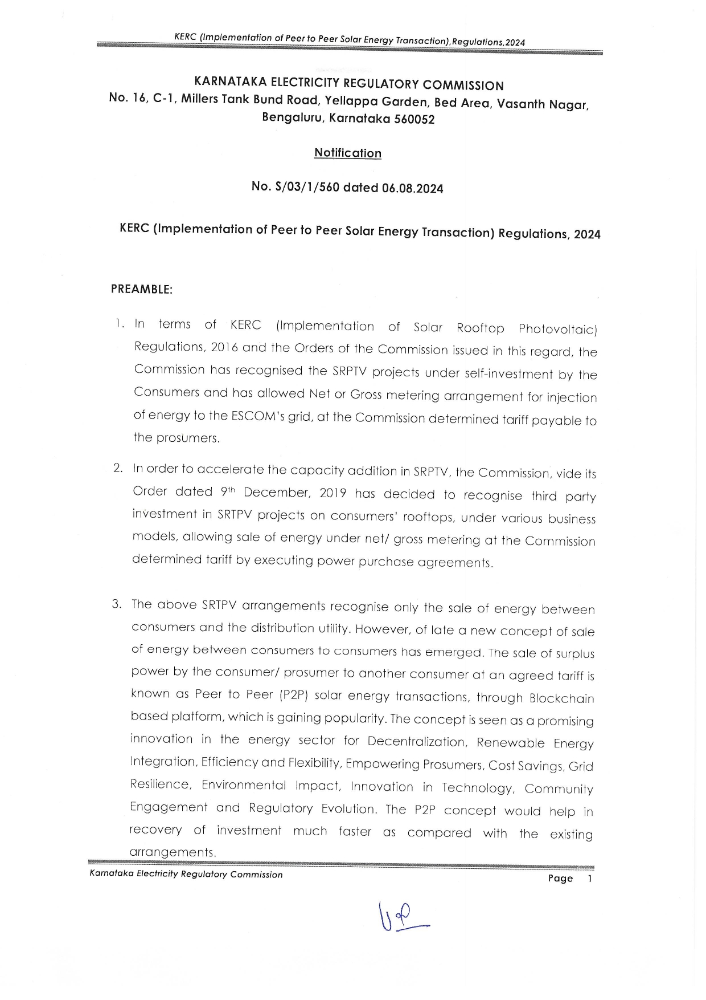 KERC (Implementation of Peer to Peer Solar Energy Transaction),Regulations,2024
KARNATAKA ELECTRICITY REGULATORY COMMISSION
No. 16, C-1, Millers Tank Bund Road, Yellappa Garden, Bed Area, Vasanth Nagar,
Bengaluru, Karnataka 560052
Notification
No. S/03/1/560 dated 06.08.2024
KERC (Implementation of Peer to Peer Solar Energy Transaction) Regulations, 2024
PREAMBLE:
1. In terms of KERC (Implementation of Solar Rooftop Photovoltaic)
Regulations, 2016 and the Orders of the Commission issued in this regard, the
Commission has recognised the SRPTV projects under self-investment by the
Consumers and has allowed Net or Gross metering arrangement for injection
of energy to the ESCOM's grid, at the Commission determined tariff payable to
the prosumers.
2. In order to accelerate the capacity addition in SRPTV, the Commission, vide its
Order dated 9th December, 2019 has decided to recognise third party
investment in SRTPV projects on consumers' rooftops, under various business
models, allowing sale of energy under net/ gross metering at the Commission
determined tariff by executing power purchase agreements.
3. The above SRTPV arrangements recognise only the sale of energy between
consumers and the distribution utility. However, of late a new concept of sale
of energy between consumers to consumers has emerged. The sale of surplus
power by the consumer/ prosumer to another consumer at an agreed tariff is
known as Peer to Peer (P2P) solar energy transactions, through Blockchain
based platform, which is gaining popularity. The concept is seen as a promising
innovation in the energy sector for Decentralization, Renewable Energy
Integration, Efficiency and Flexibility, Empowering Prosumers, Cost Savings, Grid
Resilience, Environmental Impact, Innovation in Technology, Community
Engagement and Regulatory Evolution. The P2P concept would help in
recovery of investment much faster as compared with the existing
arrangements.
Karnataka Electricity Regulatory Commission
Page 1